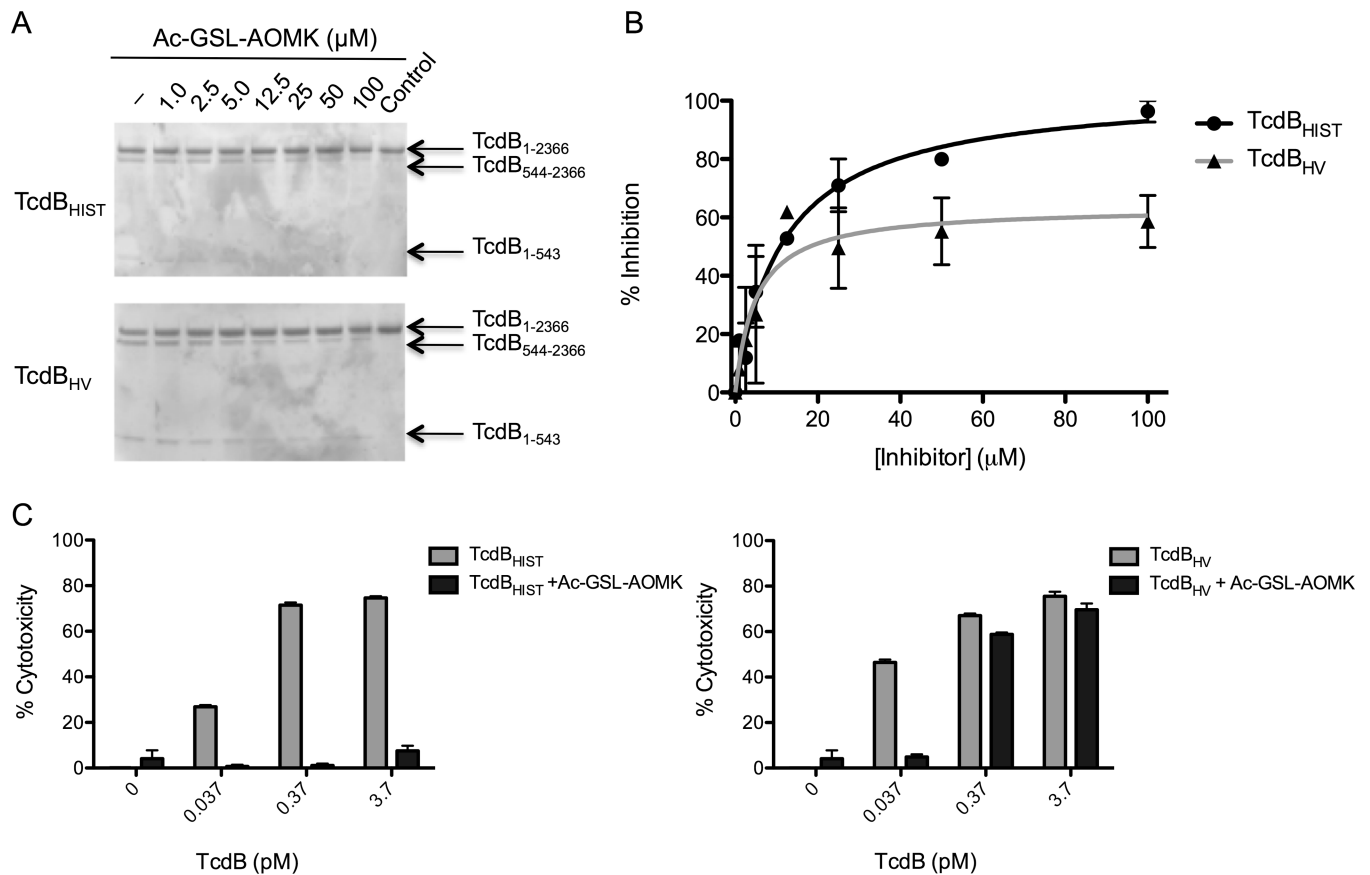 A
Ac-GSL-AOMK (µM)
– 1.0 2.5 5.0 12.5 25 50 100 Control
TcdB1-2366
TcdB544-2366
TcdBHIST
TcdB1-543
TcdB1-2366
TcdB544-2366
TcdBHV
TcdB1-543
B
% Inhibition
100
80
60
40
20
0
0 20 40 60 80 100
[Inhibitor] (µM)
TcdBHIST
TcdBHV
C
% Cytotoxicity
100
80
60
40
20
0
0 0.037 0.37 3.7
TcdB (pM)
TcdBHIST
TcdBHIST +Ac-GSL-AOMK
% Cytotoxicity
100
80
60
40
20
0
0 0.037 0.37 3.7
TcdB (pM)
TcdBHV
TcdBHV + Ac-GSL-AOMK